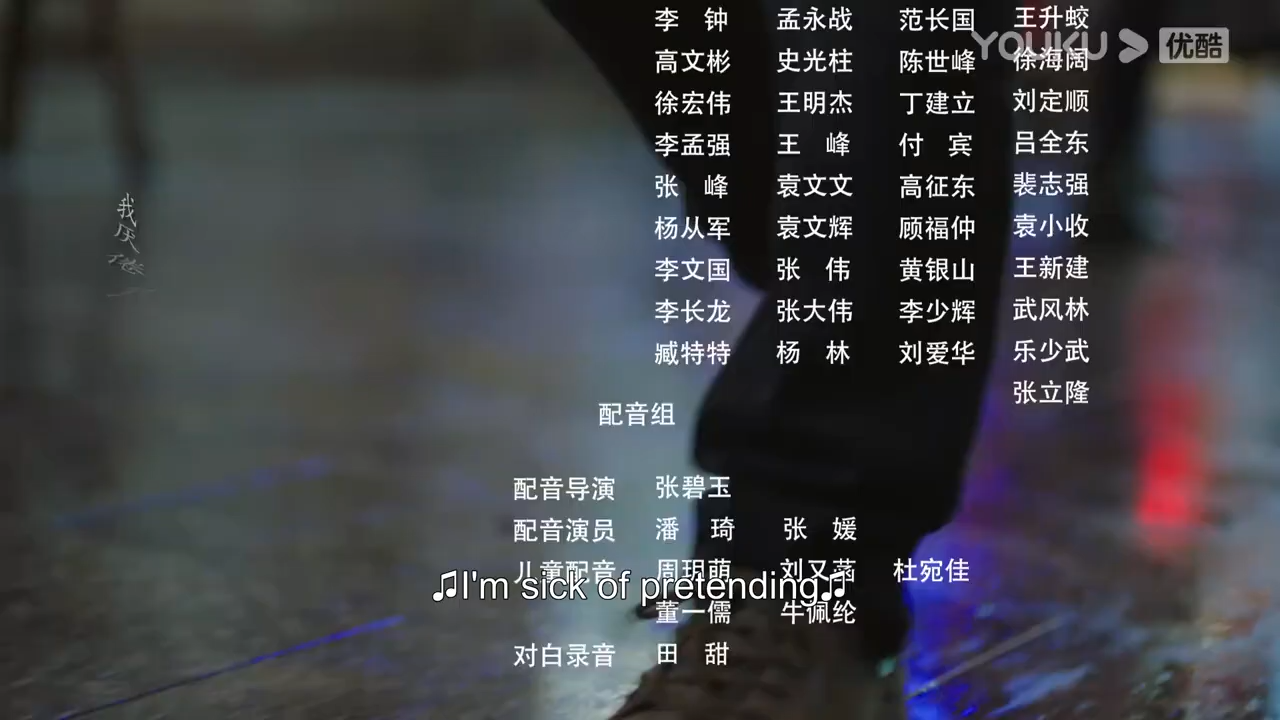 李 钟 孟永战 范长国 王升蛟
YOUKU 优酷
高文彬 史光柱 陈世峰 徐海阔
徐宏伟 王明杰 丁建立 刘定顺
李孟强 王 峰 付 宾 吕全东
张 峰 袁文文 高征东 裴志强
杨从军 袁文辉 顾福仲 袁小收
李文国 张 伟 黄银山 王新建
李长龙 张大伟 李少辉 武风林
臧特特 杨 林 刘爱华 乐少武
张立隆
我厌倦
配音组
配音导演 张碧玉
配音演员 潘 琦 张 媛
儿童配音 周玥萌 刘又菡 杜宛佳
♫I'm sick of pretending♫
董一儒 牛佩纶
对白录音 田 甜